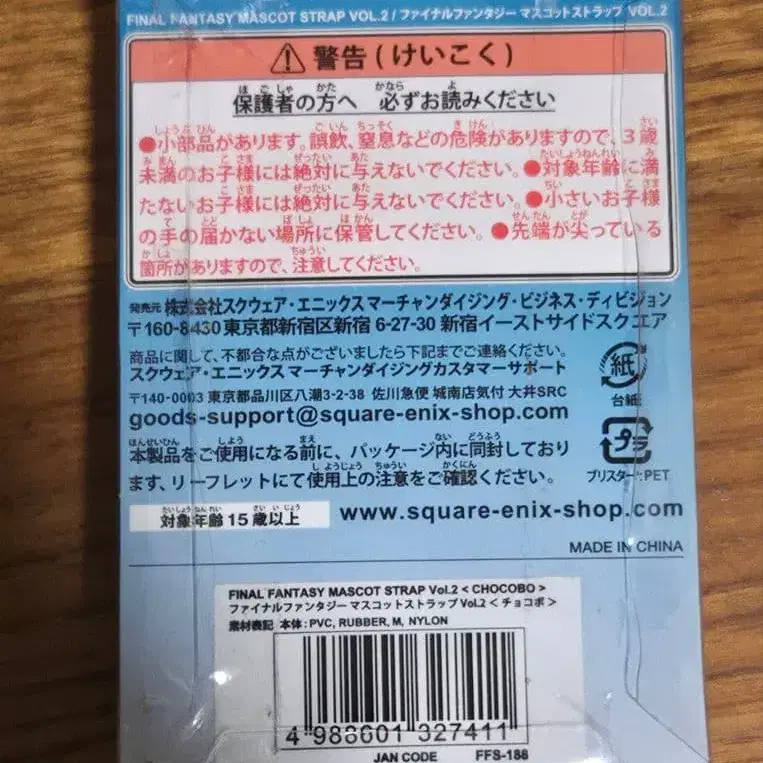 FINAL FANTASY MASCOT STRAP VOL.2 / ファイナルファンタジー マスコットストラップ VOL.2
警告(けいこく)
保護者の方へ 必ずお読みください
●小部品があります。誤飲、窒息などの危険がありますので、3歳
未満のお子様には絶対に与えないでください。●対象年齢に満
たないお子様には絶対に与えないでください。●小さいお子様
の手の届かない場所に保管してください。●先端が尖っている
箇所がありますので、注意してください。
発売元 株式会社スクウェア・エニックス マーチャンダイジング・ビジネス・ディビジョン
〒160-8430 東京都新宿区新宿 6-27-30 新宿イーストサイドスクエア
商品に関して、不都合な点がございましたら下記までご連絡ください。
スクウェア・エニックス マーチャンダイジングカスタマーサポート
〒140-0003 東京都品川区八潮3-2-38 佐川急便 城南店気付 大井SRC
goods-support@square-enix-shop.com
紙
台紙
本製品をご使用になる前に、パッケージ内に同封しており
ます、リーフレットにて使用上の注意をご確認ください。
プラ
ブリスター:PET
対象年齢15歳以上
www.square-enix-shop.com
MADE IN CHINA
FINAL FANTASY MASCOT STRAP Vol.2 < CHOCOBO >
ファイナルファンタジー マスコットストラップ Vol.2 < チョコボ >
素材表記 本体:PVC, RUBBER, M, NYLON
4 988601 327411
JAN CODE FFS-188